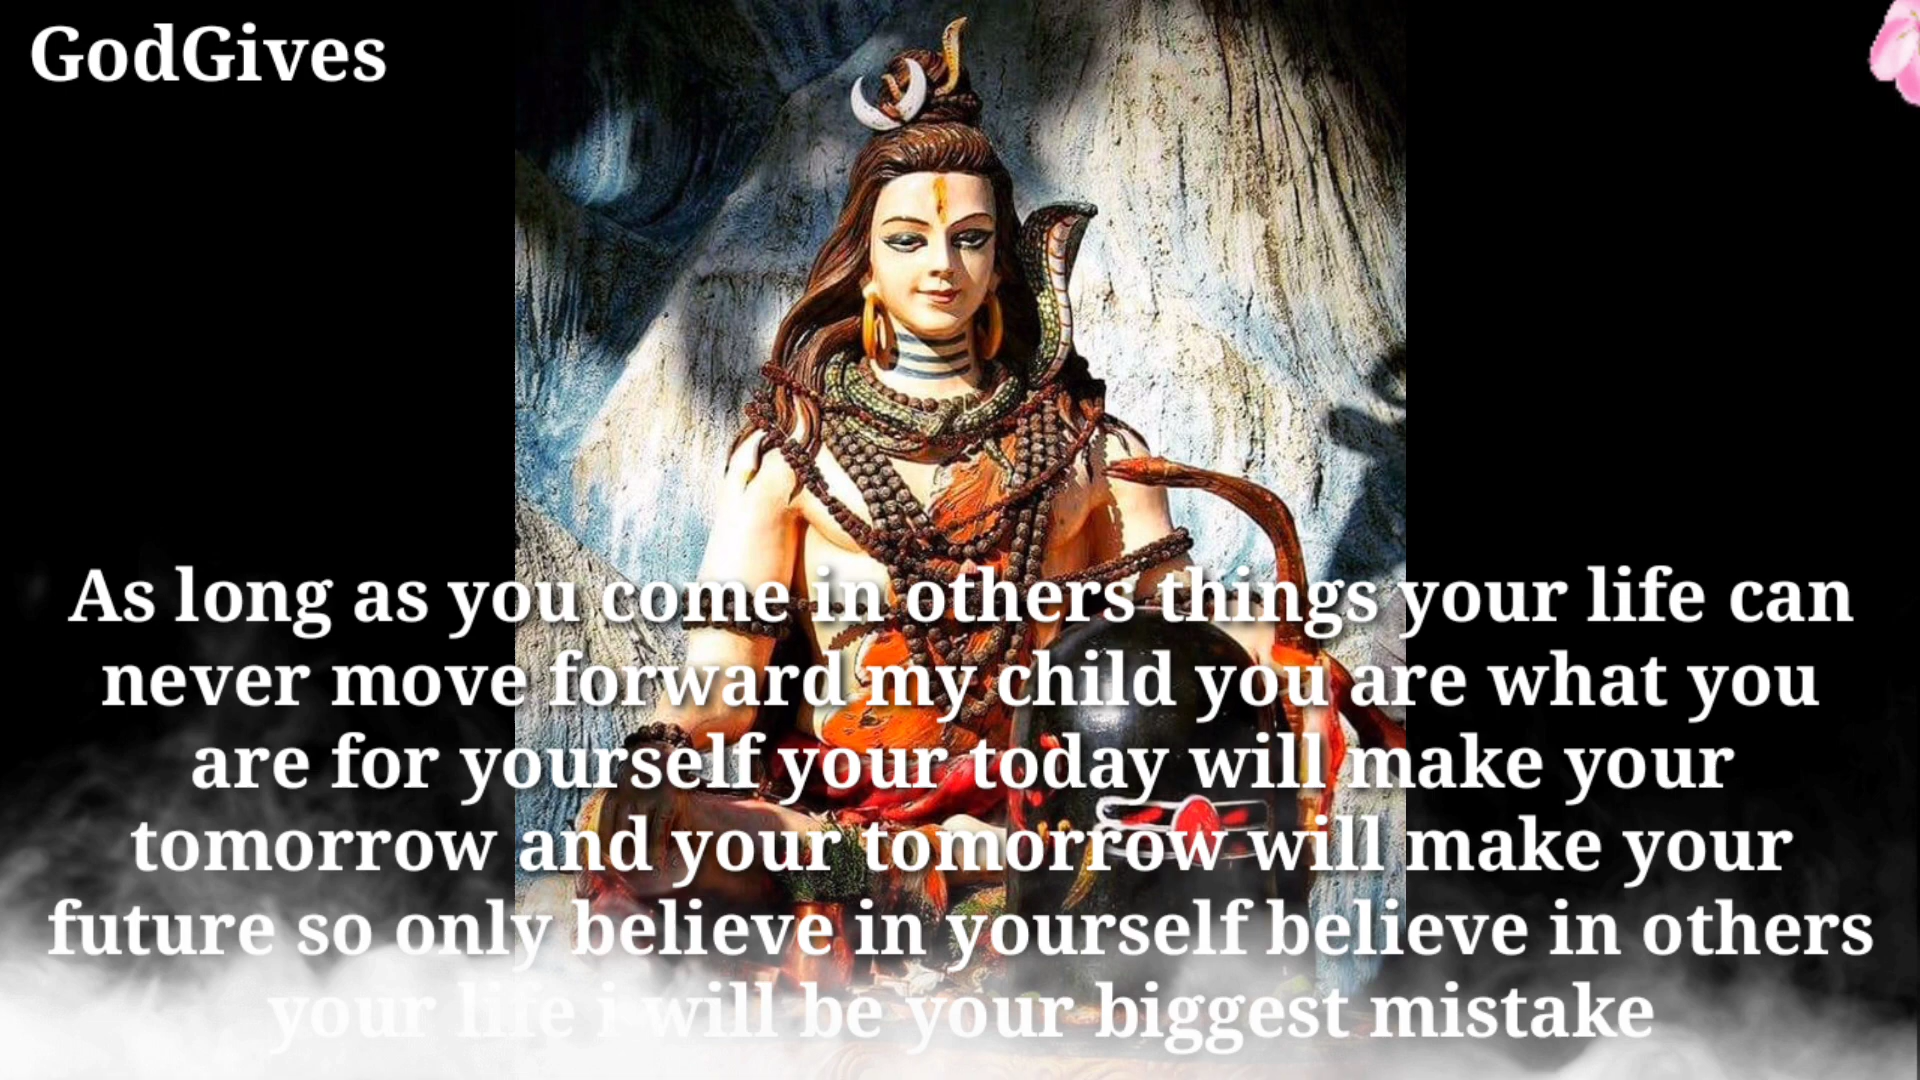 GodGives
As long as you come in others things your life can
never move forward my child you are what you
are for yourself your today will make your
tomorrow and your tomorrow will make your
future so only believe in yourself believe in others
your life i will be your biggest mistake